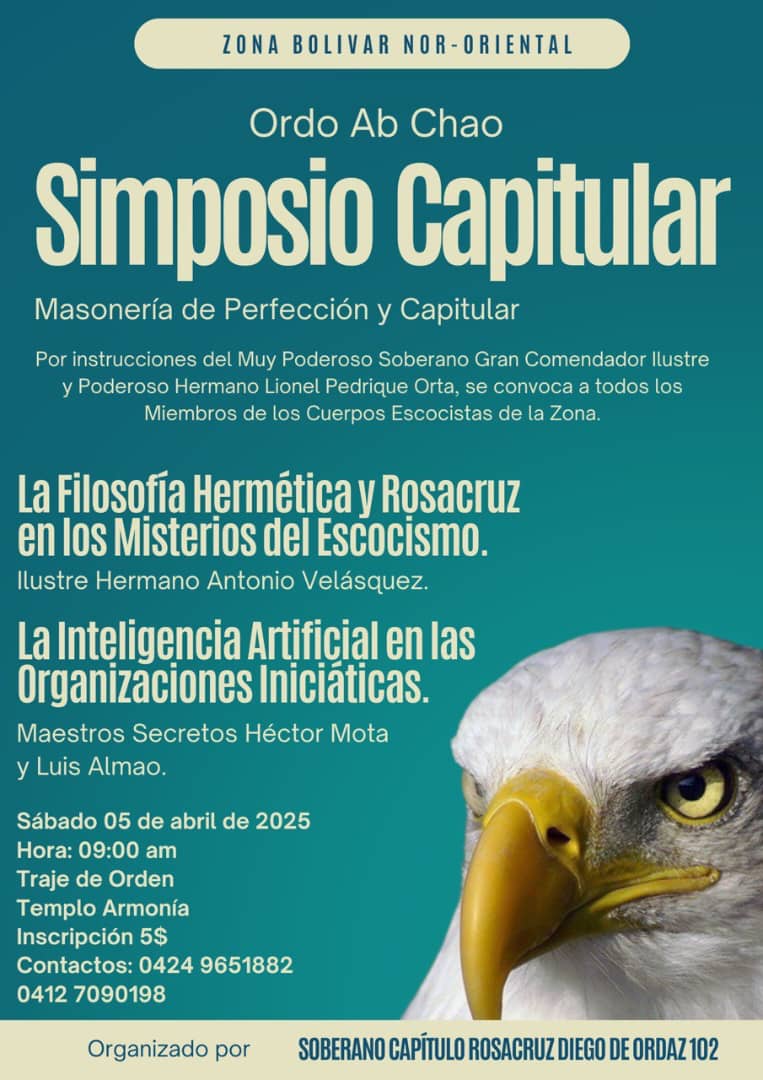 ZONA BOLIVAR NOR-ORIENTAL
Ordo Ab Chao
Simposio Capitular
Masonería de Perfección y Capitular
Por instrucciones del Muy Poderoso Soberano Gran Comendador Ilustre
y Poderoso Hermano Lionel Pedrique Orta, se convoca a todos los
Miembros de los Cuerpos Escocistas de la Zona.
La Filosofía Hermética y Rosacruz
en los Misterios del Escocismo.
Ilustre Hermano Antonio Velásquez.
La Inteligencia Artificial en las
Organizaciones Iniciáticas.
Maestros Secretos Héctor Mota
y Luis Almao.
Sábado 05 de abril de 2025
Hora: 09:00 am
Traje de Orden
Templo Armonía
Inscripción 5$
Contactos: 0424 9651882
0412 7090198
Organizado por SOBERANO CAPÍTULO ROSACRUZ DIEGO DE ORDAZ 102